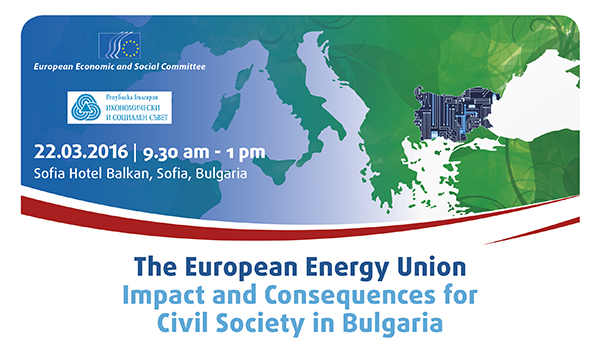 European Economic and Social Committee
Република България
ИКОНОМИЧЕСКИ
И СОЦИАЛЕН СЪВЕТ
22.03.2016 | 9.30 am - 1 pm
Sofia Hotel Balkan, Sofia, Bulgaria
The European Energy Union
Impact and Consequences for
Civil Society in Bulgaria